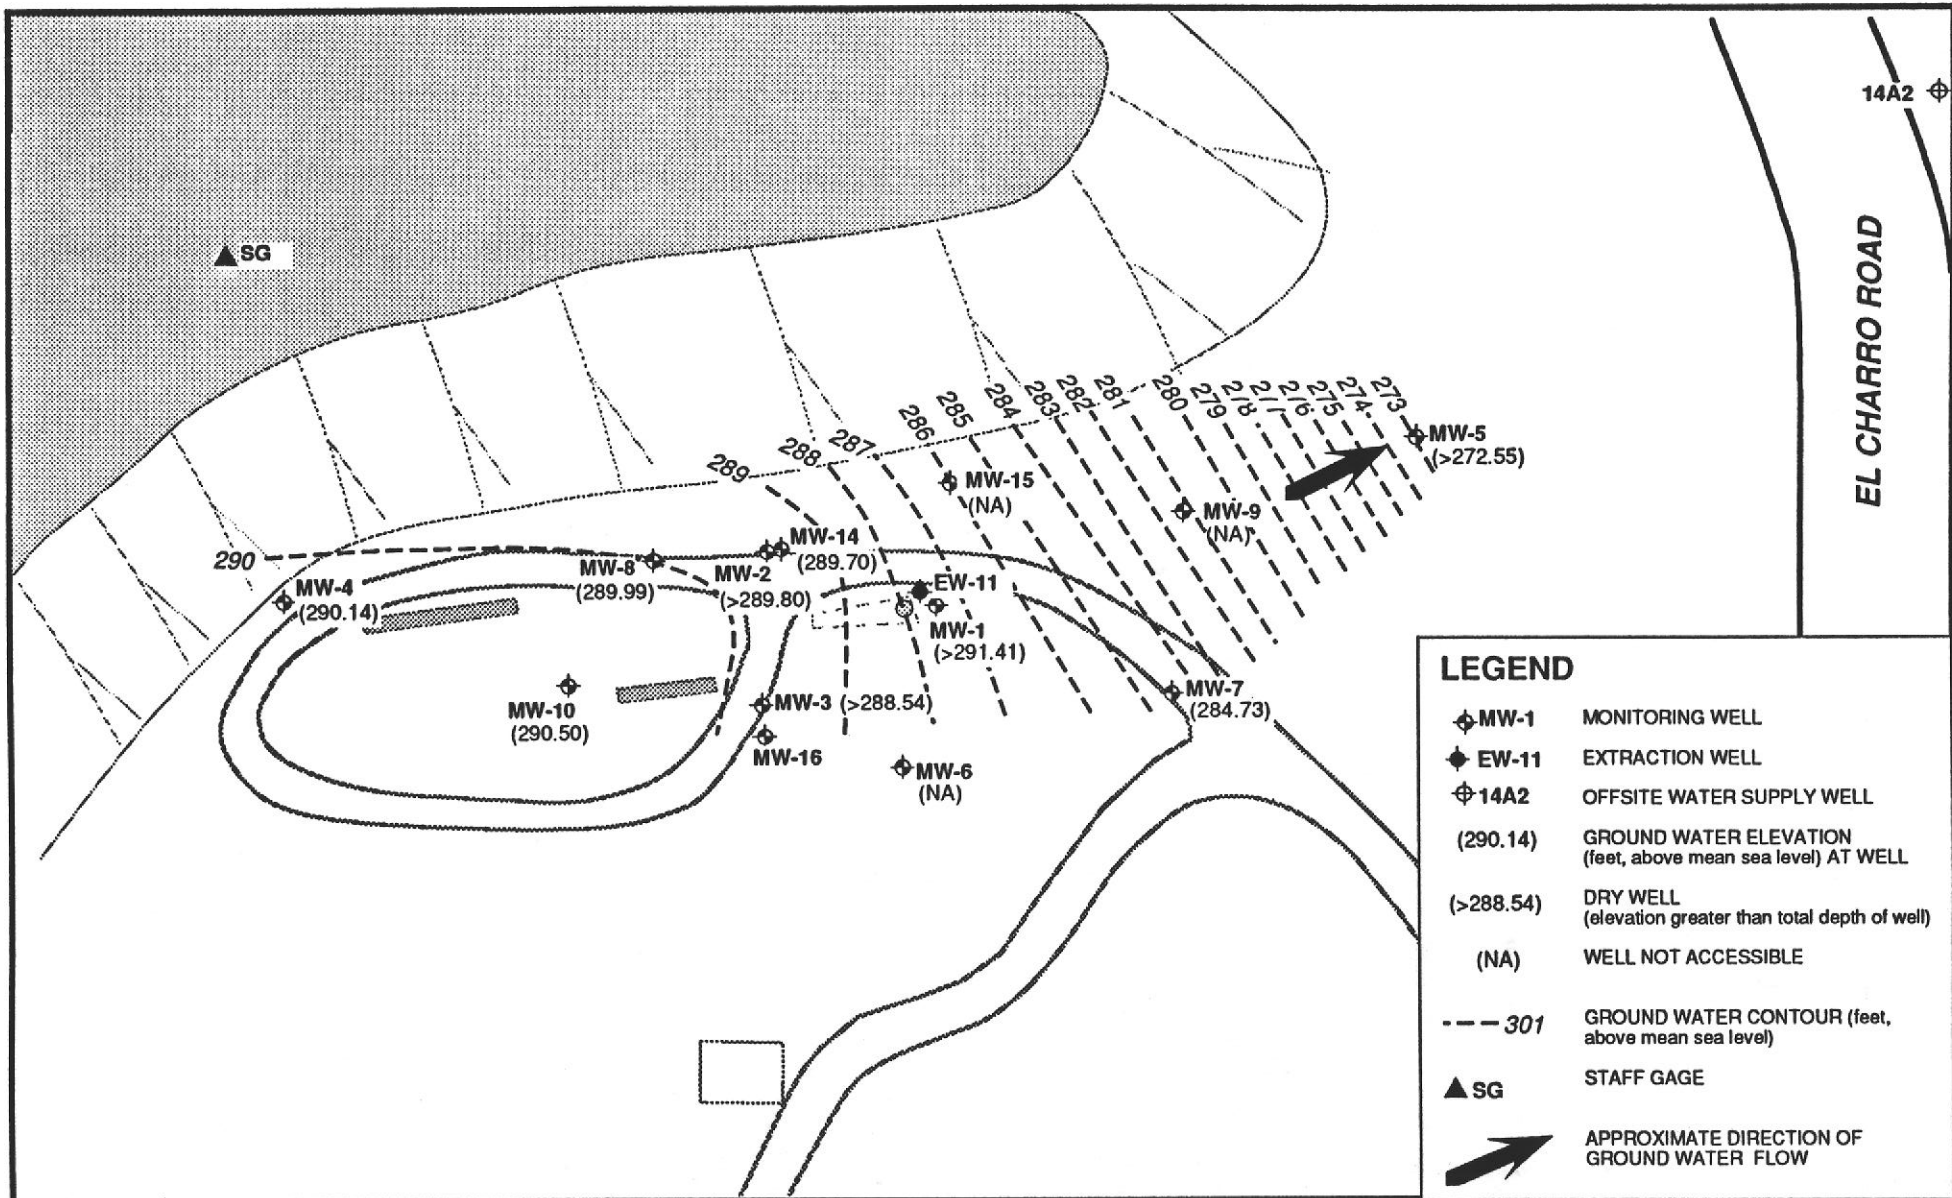 14A2
SG
EL CHARRO ROAD
273
274
275
276
277
278
279
280
281
282
283
284
285
286
287
288
289
290
MW-5
(>272.55)
MW-15
(NA)
MW-9
(NA)
MW-14
(289.70)
MW-8
(289.99)
MW-2
(>289.80)
EW-11
MW-4
(290.14)
MW-1
(>291.41)
MW-7
(284.73)
MW-3 (>288.54)
MW-10
(290.50)
MW-16
MW-6
(NA)
LEGEND
MW-1 MONITORING WELL
EW-11 EXTRACTION WELL
14A2 OFFSITE WATER SUPPLY WELL
(290.14) GROUND WATER ELEVATION
(feet, above mean sea level) AT WELL
(>288.54) DRY WELL
(elevation greater than total depth of well)
(NA) WELL NOT ACCESSIBLE
301 GROUND WATER CONTOUR (feet,
above mean sea level)
SG STAFF GAGE
APPROXIMATE DIRECTION OF
GROUND WATER FLOW